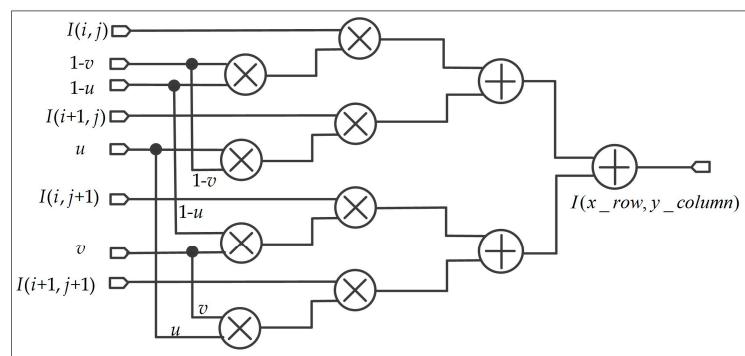 I(i, j)
1-v
1-u
I(i+1, j)
u
1-v
I(i, j+1)
1-u
I(x_row, y_column)
v
I(i+1, j+1)
v
u